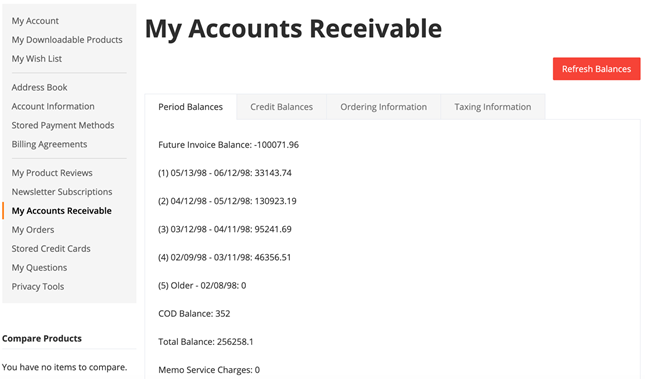 My Account
My Downloadable Products
My Wish List
Address Book
Account Information
Stored Payment Methods
Billing Agreements
My Product Reviews
Newsletter Subscriptions
My Accounts Receivable
My Orders
Stored Credit Cards
My Questions
Privacy Tools
Compare Products
You have no items to compare.
My Accounts Receivable
Refresh Balances
Period Balances
Credit Balances
Ordering Information
Taxing Information
Future Invoice Balance: -100071.96
(1) 05/13/98 - 06/12/98: 33143.74
(2) 04/12/98 - 05/12/98: 130923.19
(3) 03/12/98 - 04/11/98: 95241.69
(4) 02/09/98 - 03/11/98: 46356.51
(5) Older - 02/08/98: 0
COD Balance: 352
Total Balance: 256258.1
Memo Service Charges: 0